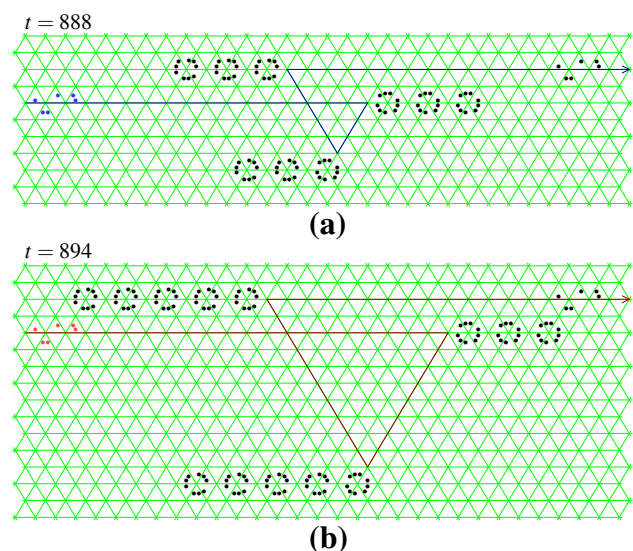 t = 888
(a)
t = 894
(b)